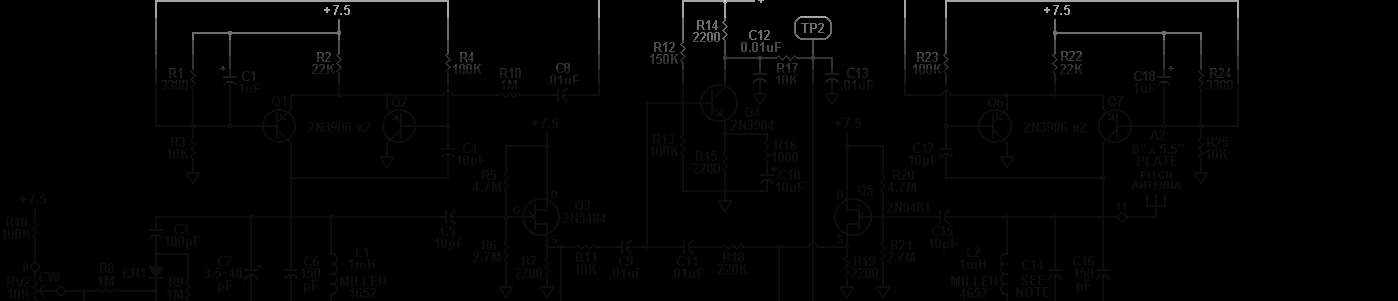 +7.5
R14
2200
+7.5
TP2
C12
0.01uF
R12
150K
R2
22K
R4
100K
R23
100K
R22
22K
R1
3300
C1
1uF
R10
1M
C8
.01uF
R17
10K
C13
.01uF
C18
1uF
R24
3300
Q1
Q2
2N3906 x2
+7.5
Q4
2N3904
+7.5
Q6
Q7
2N3906 x2
R3
10K
R13
100K
R16
1000
A2
8" x 5.5"
PLATE
PITCH
ANTENNA
R25
10K
C4
10pF
R15
2200
C17
10pF
R5
4.7M
C10
10uF
R20
4.7M
+7.5
D
G
S
Q3
2N5484
D
S
Q5
2N5484
11
R48
100K
C3
100pF
C5
10pF
C15
10pF
R6
2.7M
R21
2.7M
8
CW
RV2
10K
R8
1M
CR1
R9
1M
C7
3.5-40
pF
C6
150
pF
L1
1mH
MILLER
4652
R7
2200
R11
10K
C9
.01uF
C11
.01uF
R18
220K
R19
2200
L2
1mH
MILLER
4652
C14
SEE
NOTE
C16
150
pF